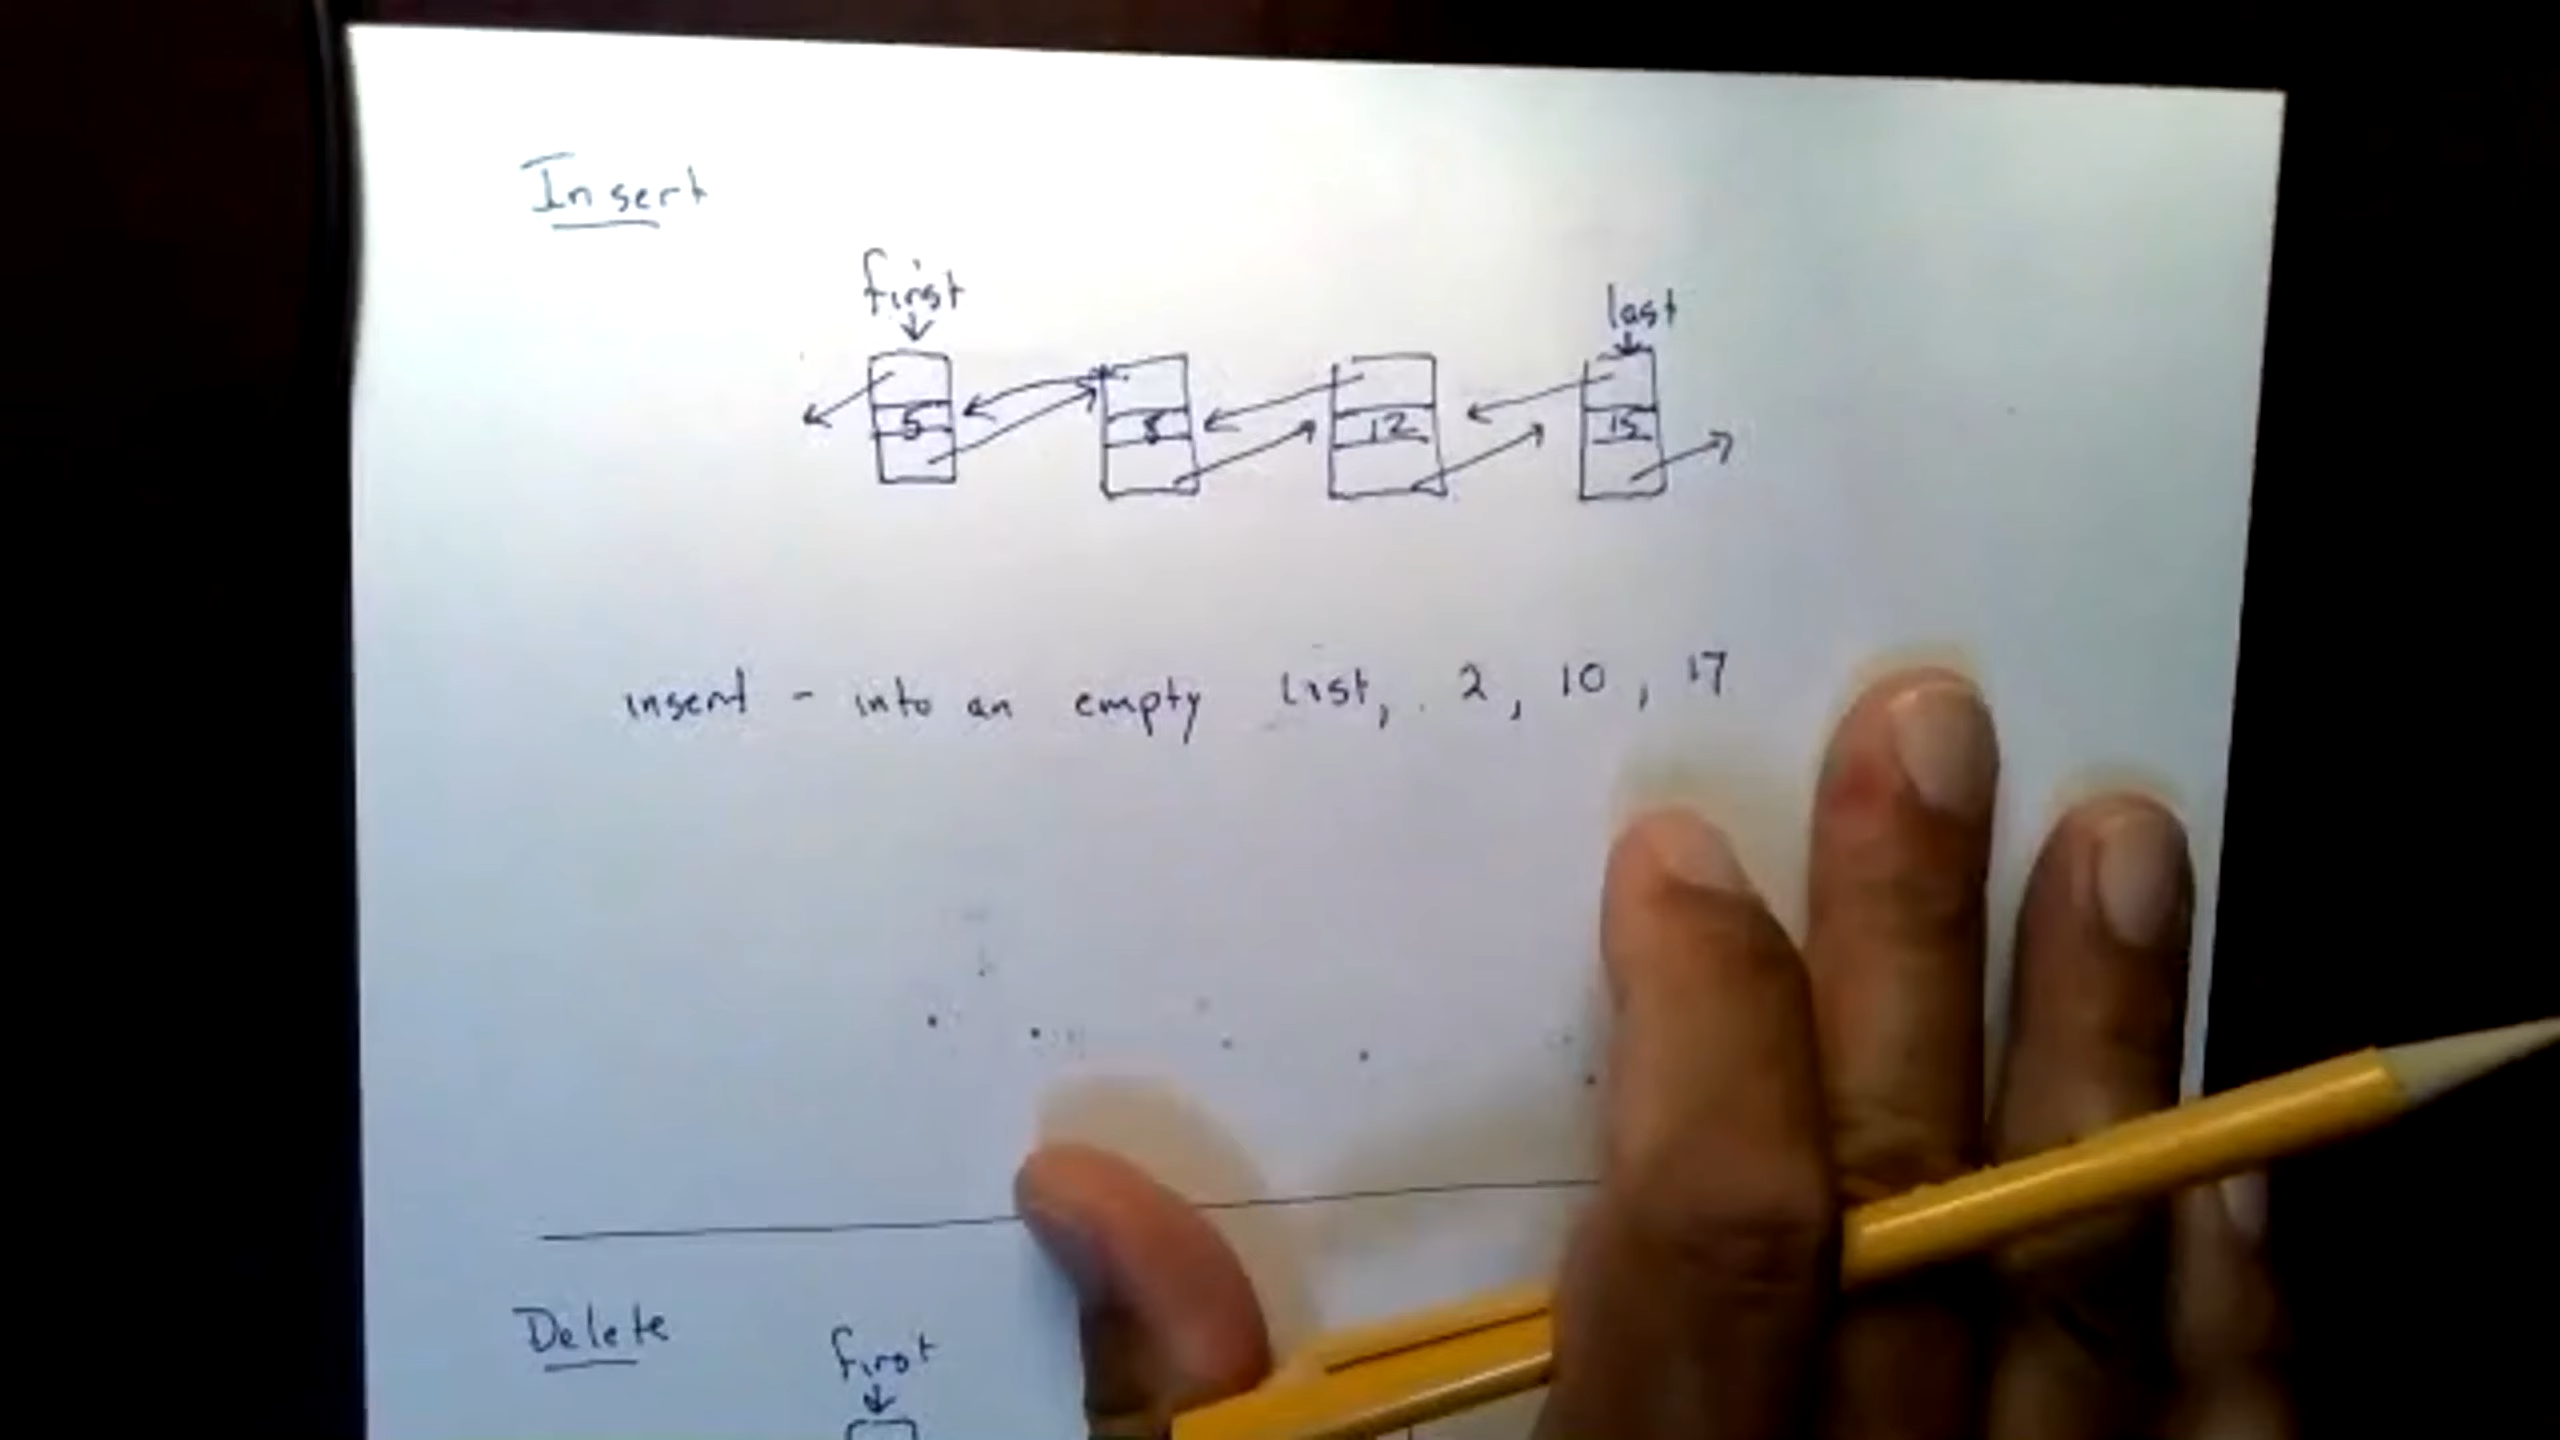 Insert
first last
5 8 12 15
insert - into an empty list, 2, 10, 17
Delete
first